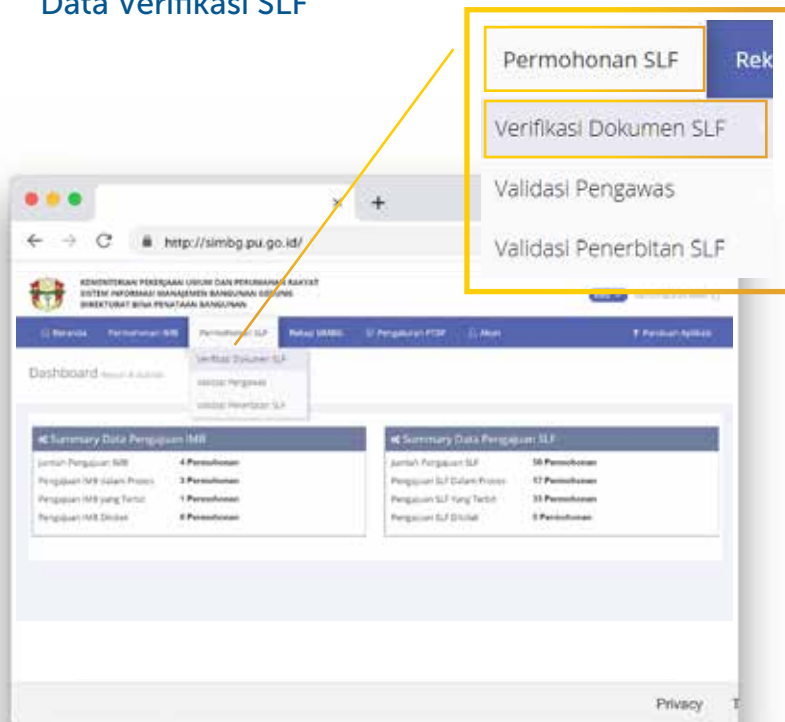 Data Verifikasi SLF
Permohonan SLF Rek
Verifikasi Dokumen SLF
Validasi Pengawas
Validasi Penerbitan SLF
http://simbg.pu.go.id/
KEMENTERIAN PEKERJAAN UMUM DAN PERUMAHAN RAKYAT
SISTEM INFORMASI MANAJEMEN BANGUNAN GEDUNG
DIREKTORAT BINA PENATAAN BANGUNAN
Beranda Permohonan IMB Permohonan SLF Rekap SIMBG Pengaturan PTSP Akun Panduan Aplikasi
Verifikasi Dokumen SLF
Dashboard
Validasi Pengawas
Validasi Penerbitan SLF
Summary Data Pengajuan IMB
Jumlah Pengajuan IMB 4 Permohonan
Pengajuan IMB dalam Proses 3 Permohonan
Pengajuan IMB yang Terbit 1 Permohonan
Pengajuan IMB Ditolak 0 Permohonan
Summary Data Pengajuan SLF
Jumlah Pengajuan SLF 50 Permohonan
Pengajuan SLF Dalam Proses 17 Permohonan
Pengajuan SLF Yang Terbit 33 Permohonan
Pengajuan SLF Ditolak 0 Permohonan
Privacy T